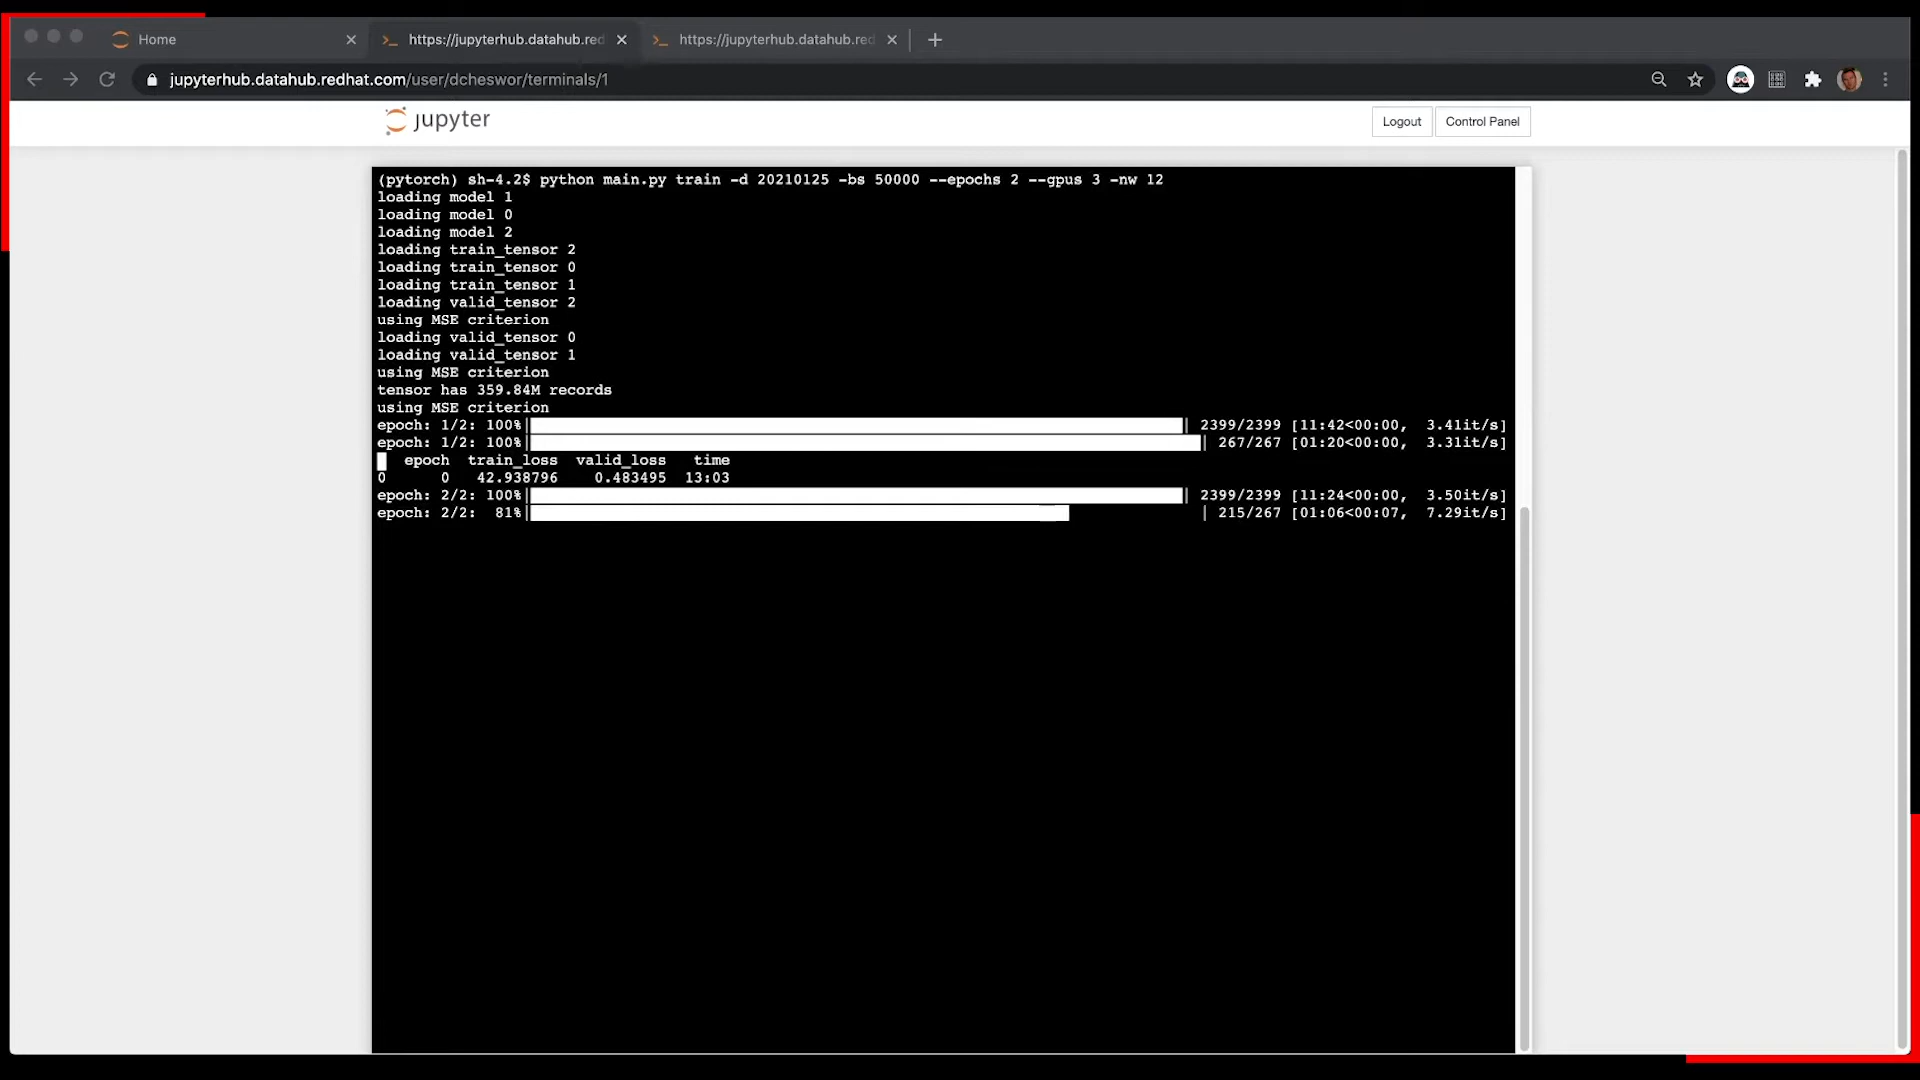 Home
https://jupyterhub.datahub.red
https://jupyterhub.datahub.red
jupyterhub.datahub.redhat.com/user/dcheswor/terminals/1
jupyter
Logout
Control Panel
(pytorch) sh-4.2$ python main.py train -d 20210125 -bs 50000 --epochs 2 --gpus 3 -nw 12
loading model 1
loading model 0
loading model 2
loading train_tensor 2
loading train_tensor 0
loading train_tensor 1
loading valid_tensor 2
using MSE criterion
loading valid_tensor 0
loading valid_tensor 1
using MSE criterion
tensor has 359.84M records
using MSE criterion
epoch: 1/2: 100%| | 2399/2399 [11:42<00:00, 3.41it/s]
epoch: 1/2: 100%| | 267/267 [01:20<00:00, 3.31it/s]
epoch train_loss valid_loss time
0 0 42.938796 0.483495 13:03
epoch: 2/2: 100%| | 2399/2399 [11:24<00:00, 3.50it/s]
epoch: 2/2: 81%| | 215/267 [01:06<00:07, 7.29it/s]